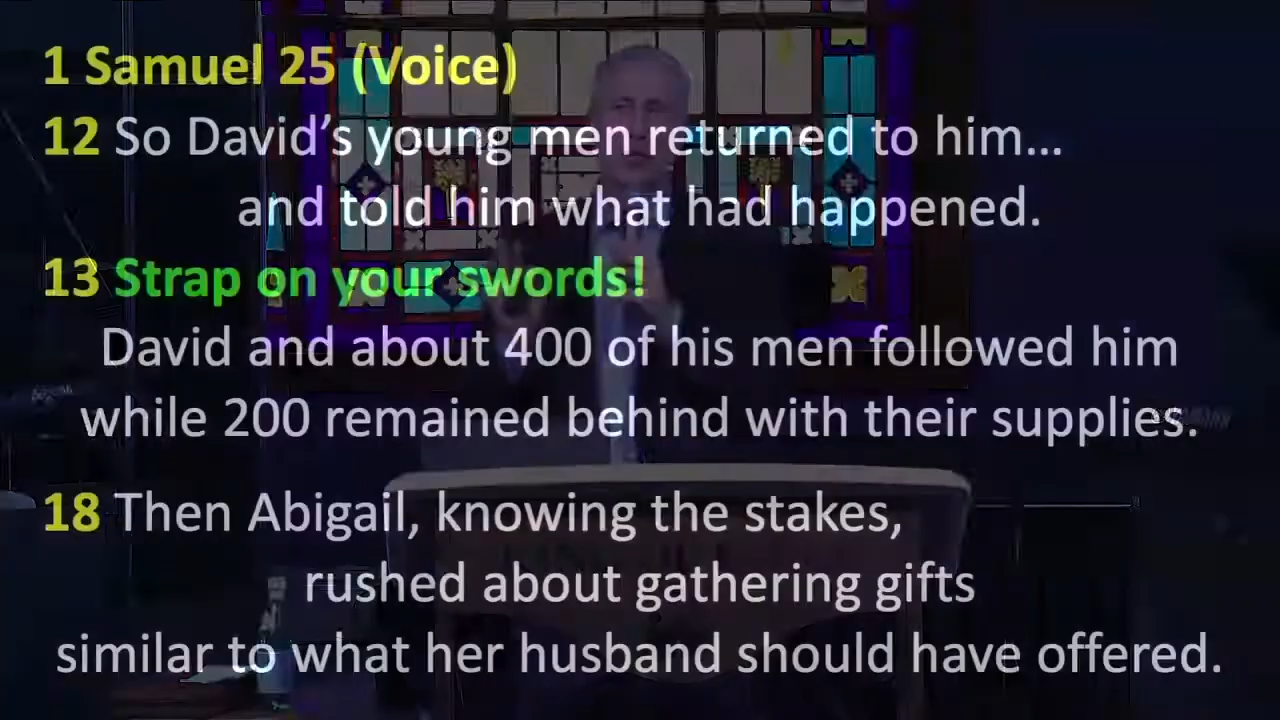 1 Samuel 25 (Voice)
12 So David’s young men returned to him…
and told him what had happened.
13 Strap on your swords!
David and about 400 of his men followed him
while 200 remained behind with their supplies.
18 Then Abigail, knowing the stakes,
rushed about gathering gifts
similar to what her husband should have offered.